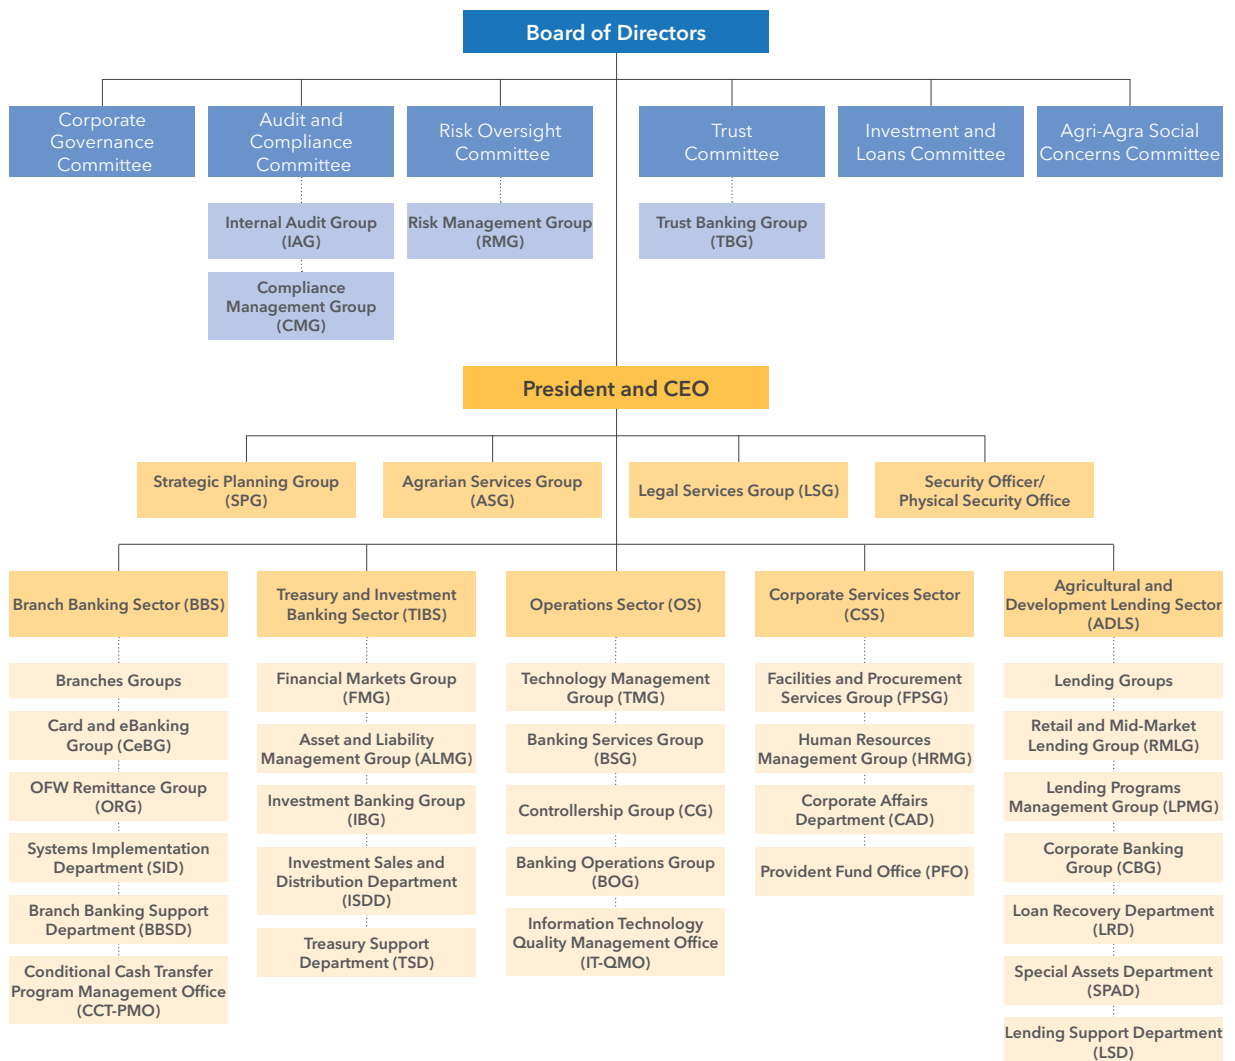 Board of Directors
Corporate
Governance
Committee
Audit and
Compliance
Committee
Risk Oversight
Committee
Trust
Committee
Investment and
Loans Committee
Agri-Agra Social
Concerns Committee
Internal Audit Group
(IAG)
Risk Management Group
(RMG)
Trust Banking Group
(TBG)
Compliance
Management Group
(CMG)
President and CEO
Strategic Planning Group
(SPG)
Agrarian Services Group
(ASG)
Legal Services Group (LSG)
Security Officer/
Physical Security Office
Branch Banking Sector (BBS)
Treasury and Investment
Banking Sector (TIBS)
Operations Sector (OS)
Corporate Services Sector
(CSS)
Agricultural and
Development Lending Sector
(ADLS)
Branches Groups
Card and eBanking
Group (CeBG)
OFW Remittance Group
(ORG)
Systems Implementation
Department (SID)
Branch Banking Support
Department (BBSD)
Conditional Cash Transfer
Program Management Office
(CCT-PMO)
Financial Markets Group
(FMG)
Asset and Liability
Management Group (ALMG)
Investment Banking Group
(IBG)
Investment Sales and
Distribution Department
(ISDD)
Treasury Support
Department (TSD)
Technology Management
Group (TMG)
Banking Services Group
(BSG)
Controllership Group (CG)
Banking Operations Group
(BOG)
Information Technology
Quality Management Office
(IT-QMO)
Facilities and Procurement
Services Group (FPSG)
Human Resources
Management Group (HRMG)
Corporate Affairs
Department (CAD)
Provident Fund Office (PFO)
Lending Groups
Retail and Mid-Market
Lending Group (RMLG)
Lending Programs
Management Group (LPMG)
Corporate Banking
Group (CBG)
Loan Recovery Department
(LRD)
Special Assets Department
(SPAD)
Lending Support Department
(LSD)